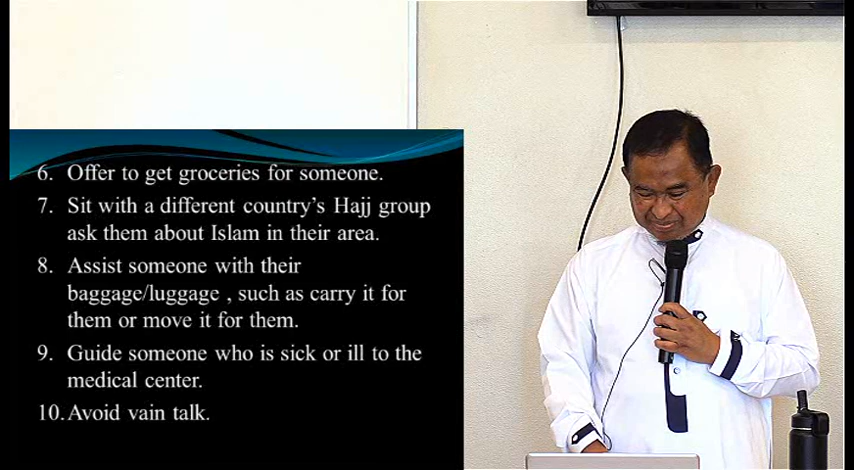 6. Offer to get groceries for someone.
7. Sit with a different country's Hajj group
ask them about Islam in their area.
8. Assist someone with their
baggage/luggage , such as carry it for
them or move it for them.
9. Guide someone who is sick or ill to the
medical center.
10. Avoid vain talk.